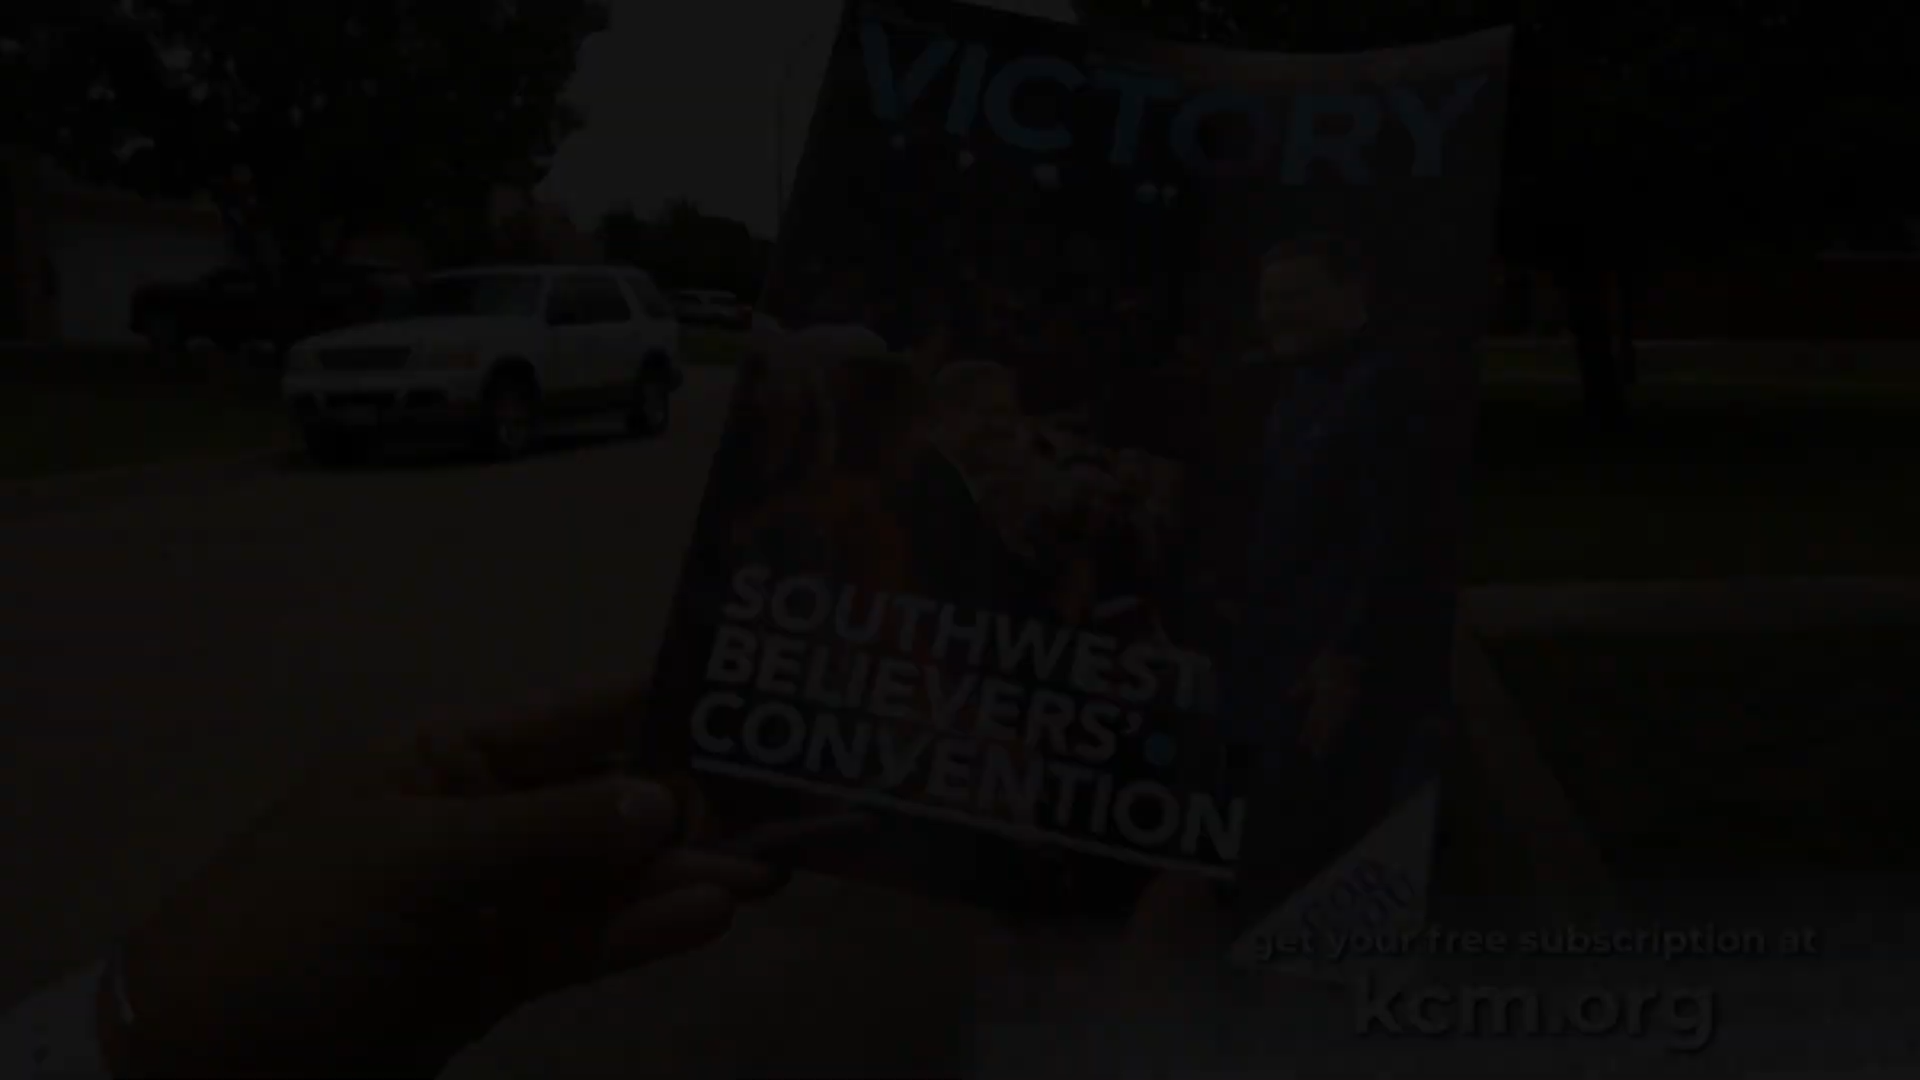 VICTORY
SOUTHWEST
BELIEVERS'
CONVENTION
get your free subscription at
kcm.org